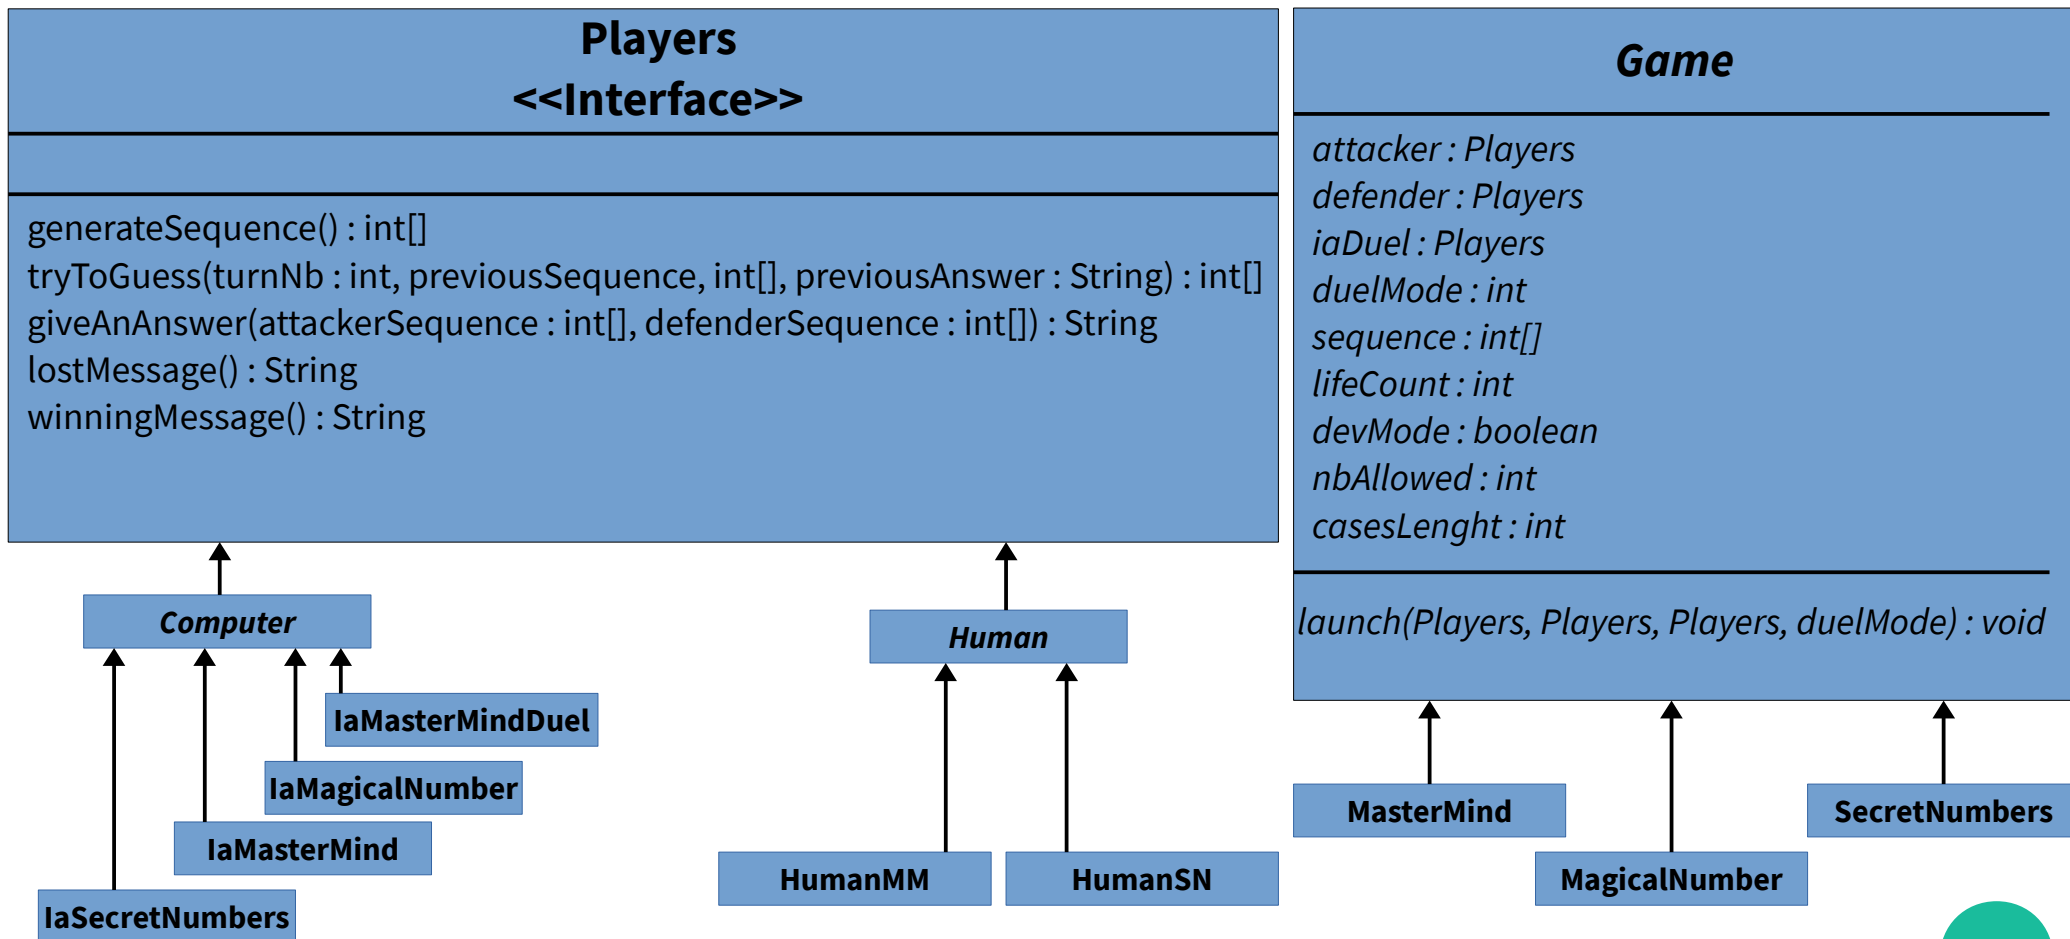 Players
<<Interface>>
generateSequence() : int[]
tryToGuess(turnNb : int, previousSequence, int[], previousAnswer : String) : int[]
giveAnAnswer(attackerSequence : int[], defenderSequence : int[]) : String
lostMessage() : String
winningMessage() : String
Game
attacker : Players
defender : Players
iaDuel : Players
duelMode : int
sequence : int[]
lifeCount : int
devMode : boolean
nbAllowed : int
casesLenght : int
launch(Players, Players, Players, duelMode) : void
Computer
Human
IaMasterMindDuel
IaMagicalNumber
IaMasterMind
IaSecretNumbers
HumanMM
HumanSN
MasterMind
SecretNumbers
MagicalNumber